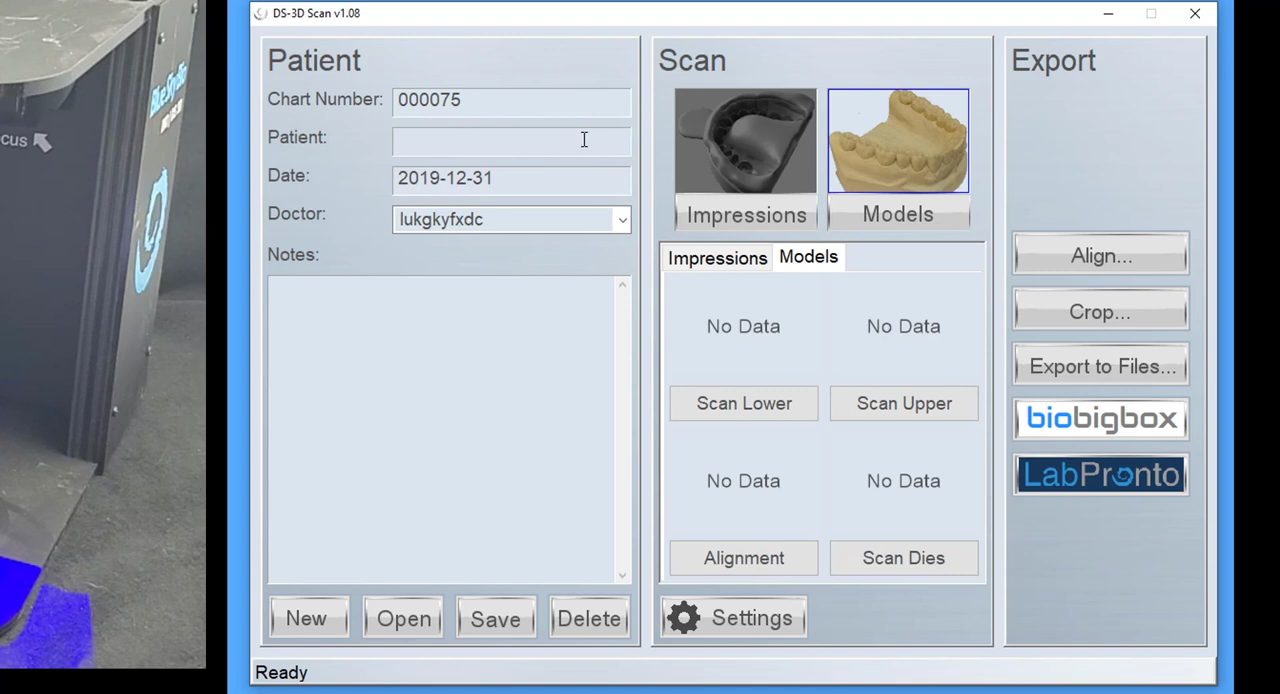 BlueSkyBio
cus
DS-3D Scan v1.08
Patient
Chart Number: 000075
Patient:
Date: 2019-12-31
Doctor: lukgkyfxdc
Notes:
New Open Save Delete
Scan
Impressions Models
Impressions Models
No Data No Data
Scan Lower Scan Upper
No Data No Data
Alignment Scan Dies
Settings
Export
Align...
Crop...
Export to Files...
biobigbox
LabPronto
Ready